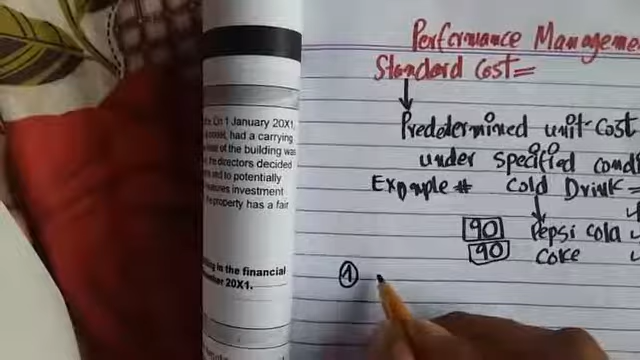 Performance Manageme
Standard Cost=
Predetermined unit cost
under specified condi
Example # Cold Drink =
90 Pepsi cola
90 coke
1
On 1 January 20X1,
had a carrying
of the building was
the directors decided
and to potentially
investment
property has a fair
in the financial
20X1.